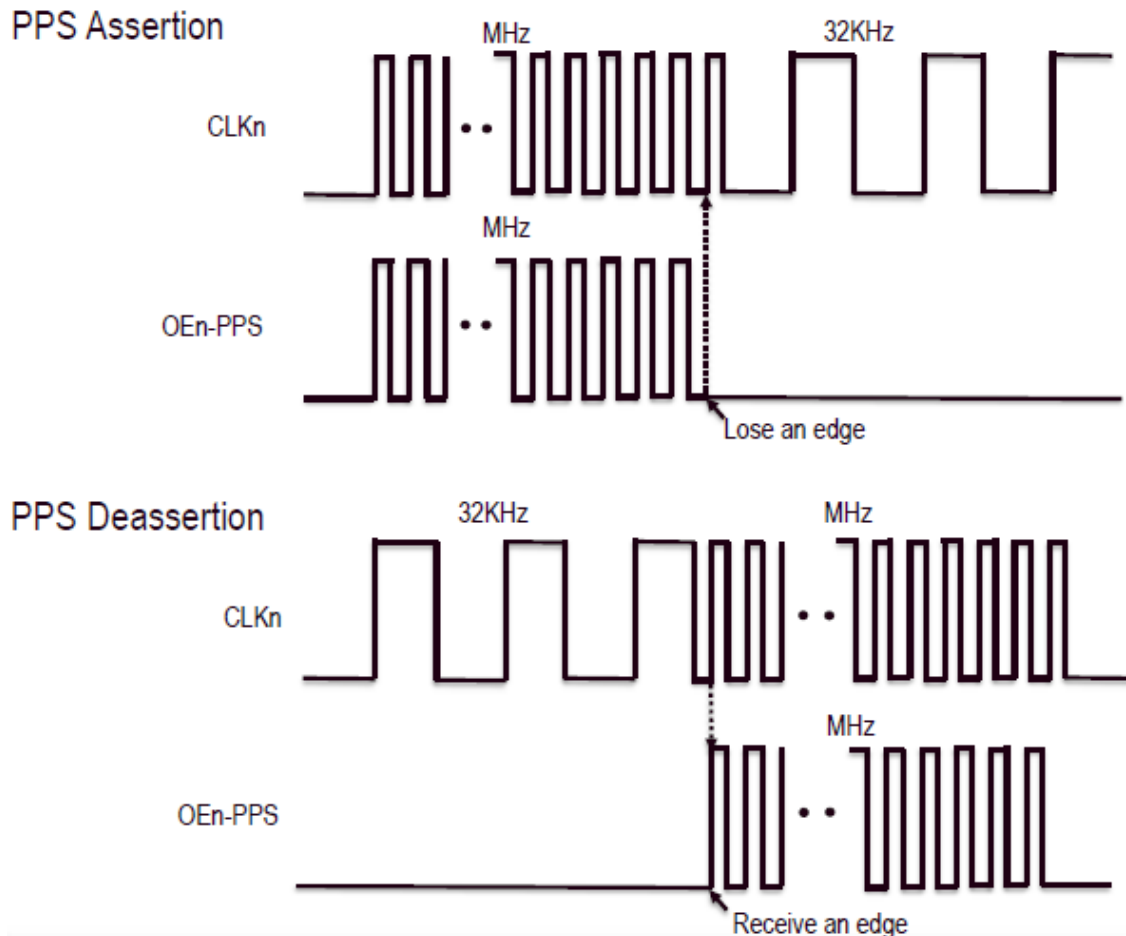 PPS Assertion
MHz
32KHz
CLKn
MHz
OEn-PPS
Lose an edge
PPS Deassertion
32KHz
MHz
CLKn
MHz
OEn-PPS
Receive an edge